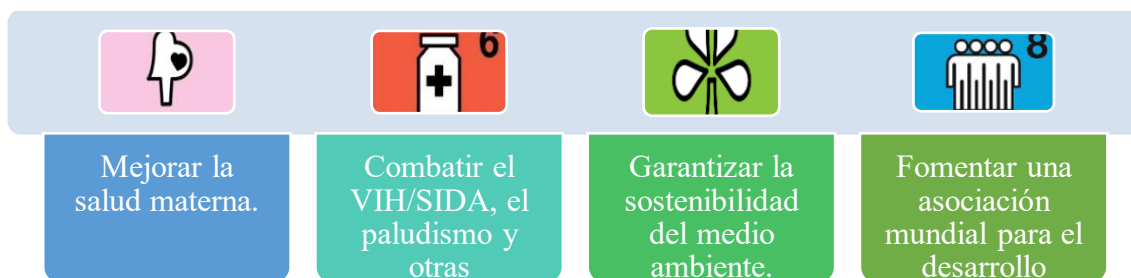 6
8
Mejorar la
salud materna.
Combatir el
VIH/SIDA, el
paludismo y
otras
Garantizar la
sostenibilidad
del medio
ambiente.
Fomentar una
asociación
mundial para el
desarrollo